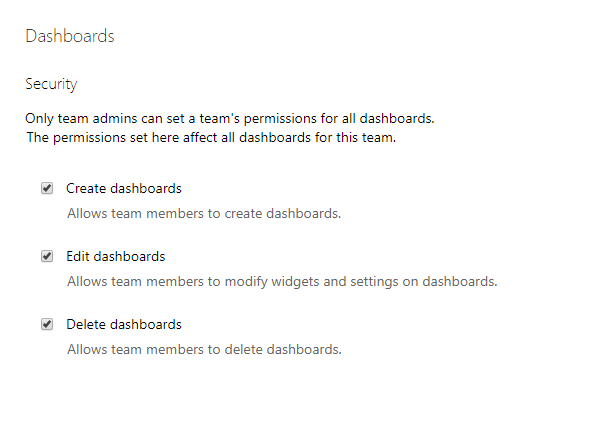 Dashboards
Security
Only team admins can set a team's permissions for all dashboards.
The permissions set here affect all dashboards for this team.
Create dashboards
Allows team members to create dashboards.
Edit dashboards
Allows team members to modify widgets and settings on dashboards.
Delete dashboards
Allows team members to delete dashboards.